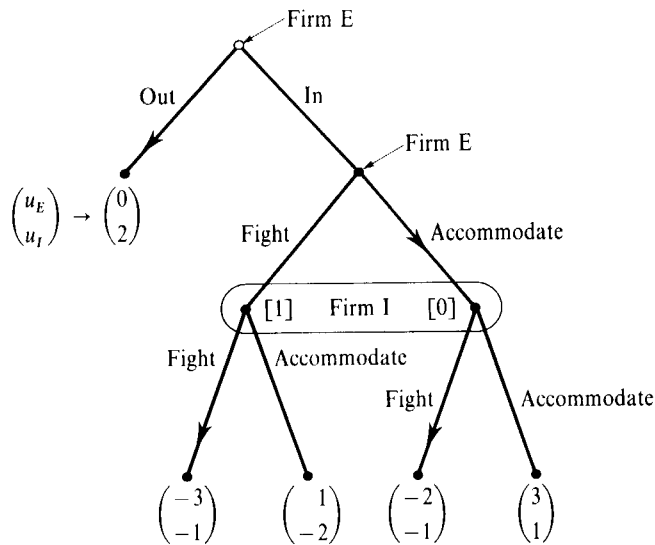 Firm E
Out
In
Firm E
(u_E u_I) → (0 2)
Fight
Accommodate
[1] Firm I [0]
Fight
Accommodate
Fight
Accommodate
(−3 −1) (1 −2) (−2 −1) (3 1)